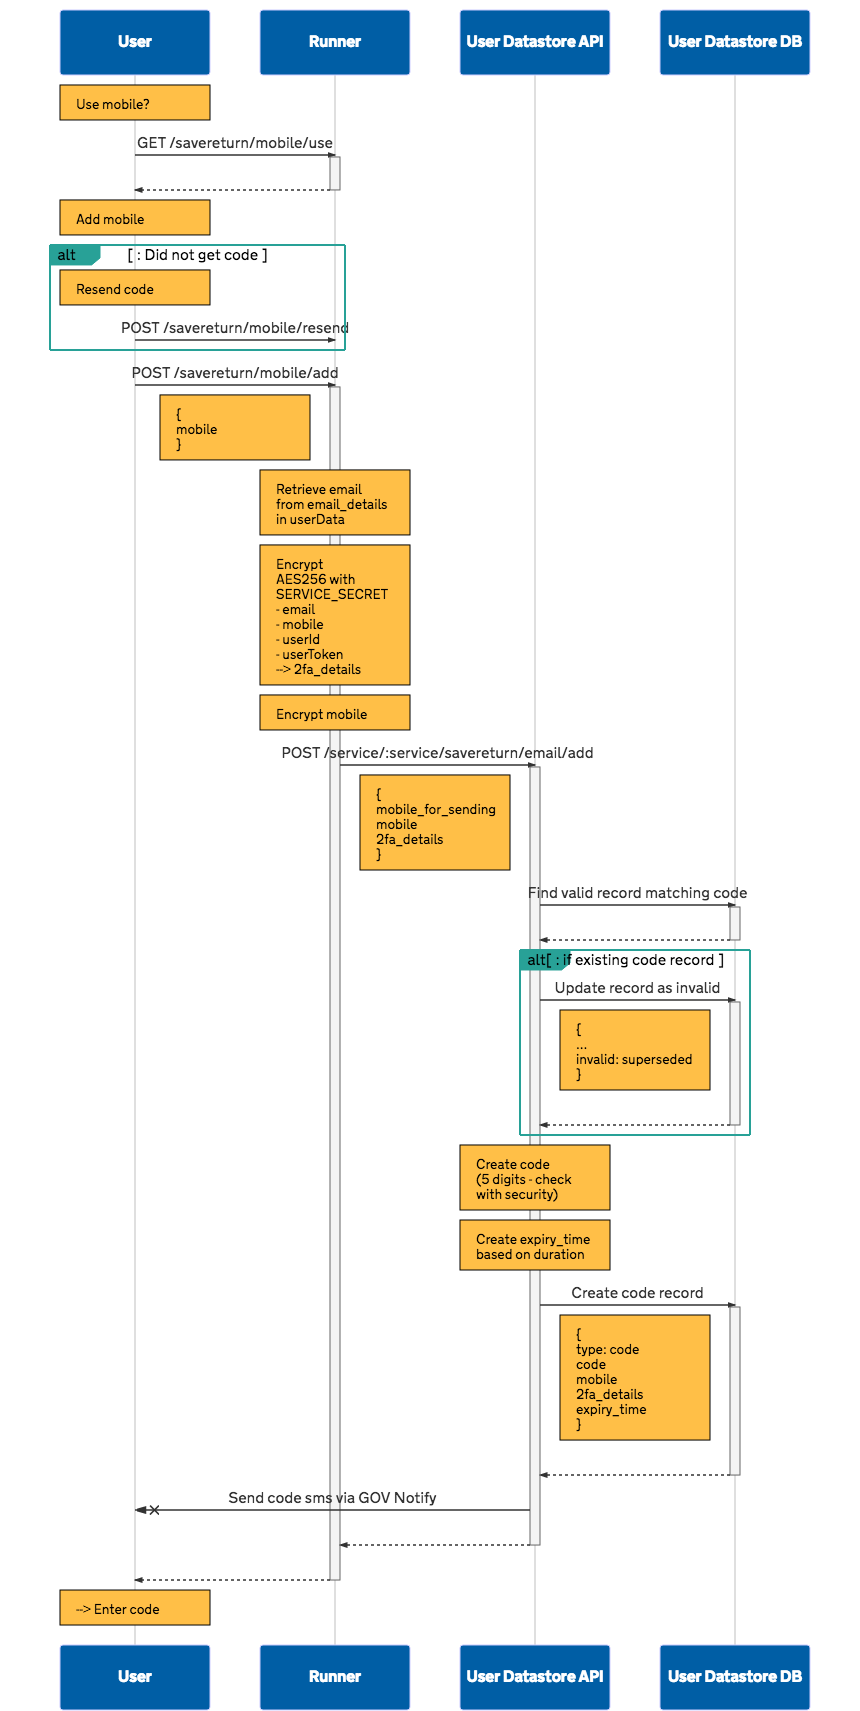 User
Runner
User Datastore API
User Datastore DB
Use mobile?
GET /savereturn/mobile/use
Add mobile
alt
[ : Did not get code ]
Resend code
POST /savereturn/mobile/resend
POST /savereturn/mobile/add
{
mobile
}
Retrieve email
from email_details
in userData
Encrypt
AES256 with
SERVICE_SECRET
- email
- mobile
- userId
- userToken
--> 2fa_details
Encrypt mobile
POST /service/:service/savereturn/email/add
{
mobile_for_sending
mobile
2fa_details
}
Find valid record matching code
alt
[ : if existing code record ]
Update record as invalid
{
...
invalid: superseded
}
Create code
(5 digits - check
with security)
Create expiry_time
based on duration
Create code record
{
type: code
code
mobile
2fa_details
expiry_time
}
Send code sms via GOV Notify
--> Enter code
User
Runner
User Datastore API
User Datastore DB